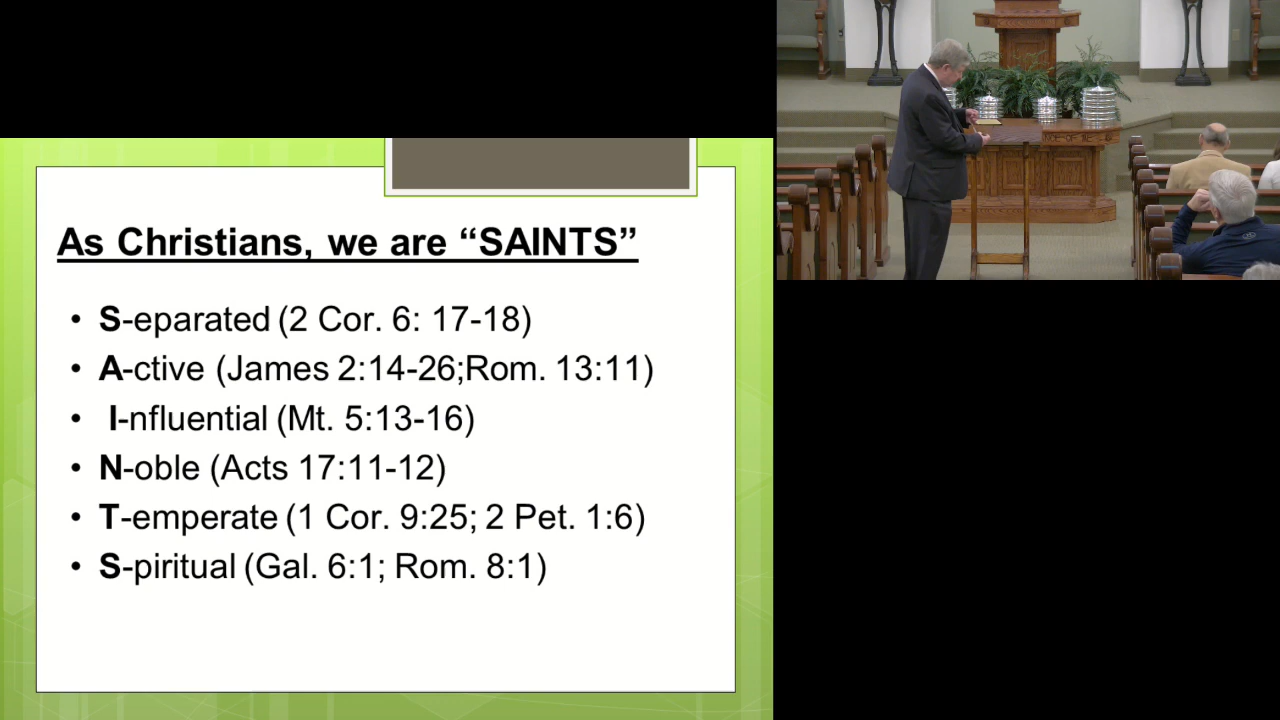 As Christians, we are “SAINTS”
• S-eparated (2 Cor. 6: 17-18)
• A-ctive (James 2:14-26;Rom. 13:11)
• I-nfluential (Mt. 5:13-16)
• N-oble (Acts 17:11-12)
• T-emperate (1 Cor. 9:25; 2 Pet. 1:6)
• S-piritual (Gal. 6:1; Rom. 8:1)